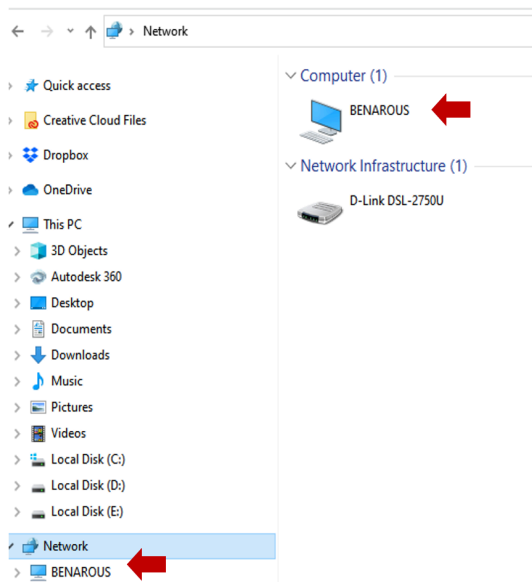 Network
Quick access
Creative Cloud Files
Dropbox
OneDrive
This PC
3D Objects
Autodesk 360
Desktop
Documents
Downloads
Music
Pictures
Videos
Local Disk (C:)
Local Disk (D:)
Local Disk (E:)
Network
BENAROUS
Computer (1)
BENAROUS
Network Infrastructure (1)
D-Link DSL-2750U